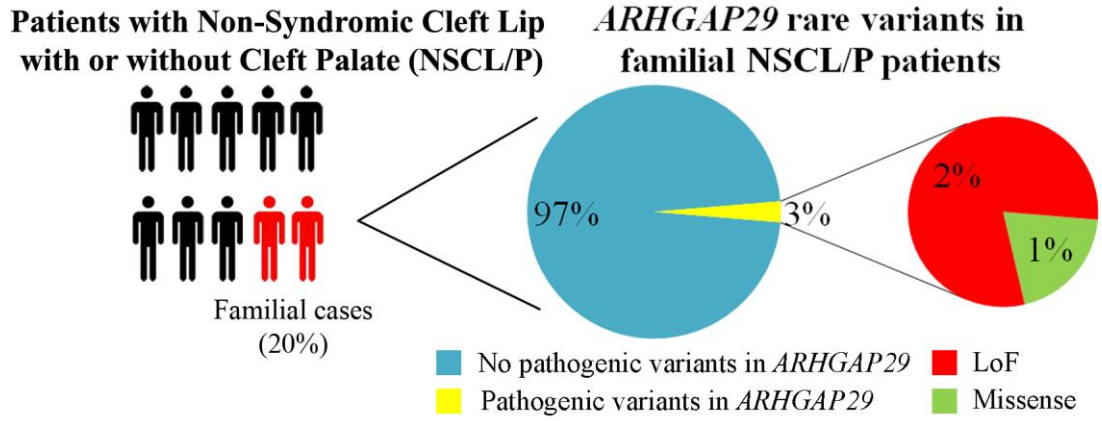 Patients with Non-Syndromic Cleft Lip
with or without Cleft Palate (NSCL/P)
ARHGAP29 rare variants in
familial NSCL/P patients
97%
3%
2%
1%
Familial cases
(20%)
No pathogenic variants in ARHGAP29
Pathogenic variants in ARHGAP29
LoF
Missense